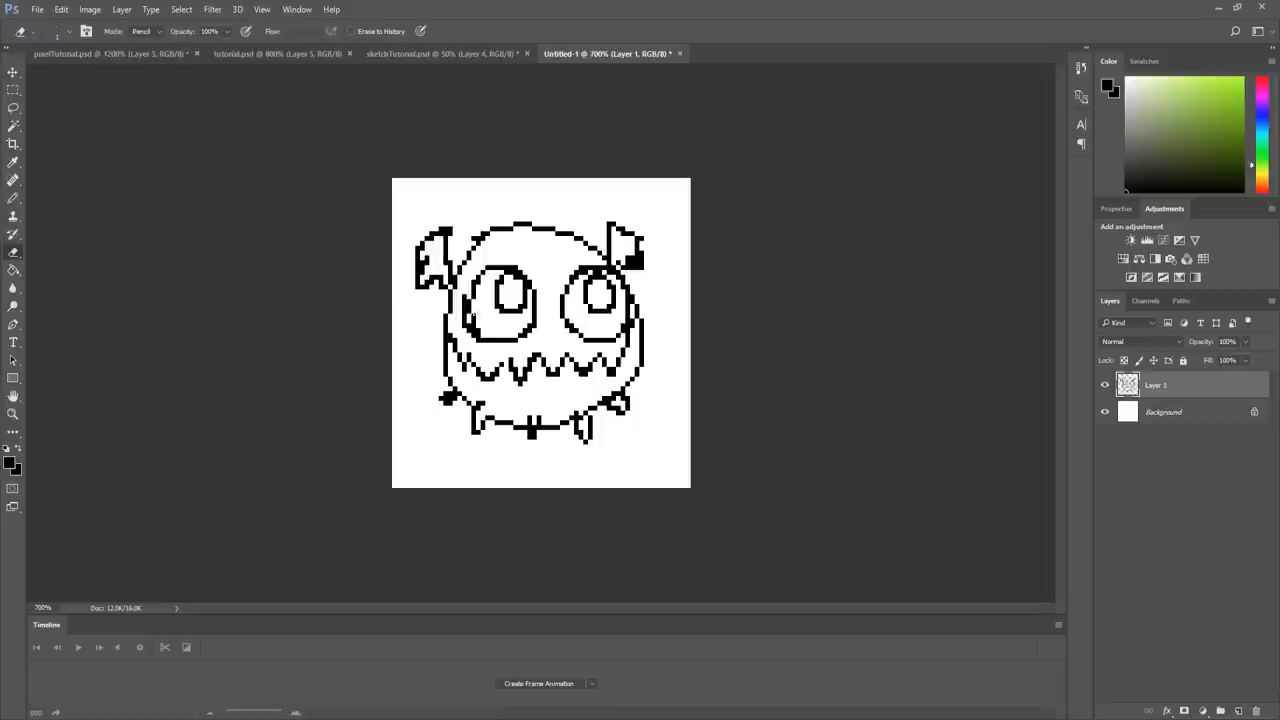 Ps File Edit Image Layer Type Select Filter 3D View Window Help
1 Mode: Pencil Opacity: 100% Flow: Erase to History
pixelTutorial.psd @ 1200% (Layer 3, RGB/8) * × tutorial.psd @ 800% (Layer 5, RGB/8) × sketchTutorial.psd @ 50% (Layer 4, RGB/8) * × Untitled-1 @ 700% (Layer 1, RGB/8) * ×
Color Swatches
Properties Adjustments
Add an adjustment
Layers Channels Paths
Kind
Normal Opacity: 100%
Lock: Fill: 100%
Layer 1
Background
700% Doc: 12.0K/16.0K
Timeline
Create Frame Animation